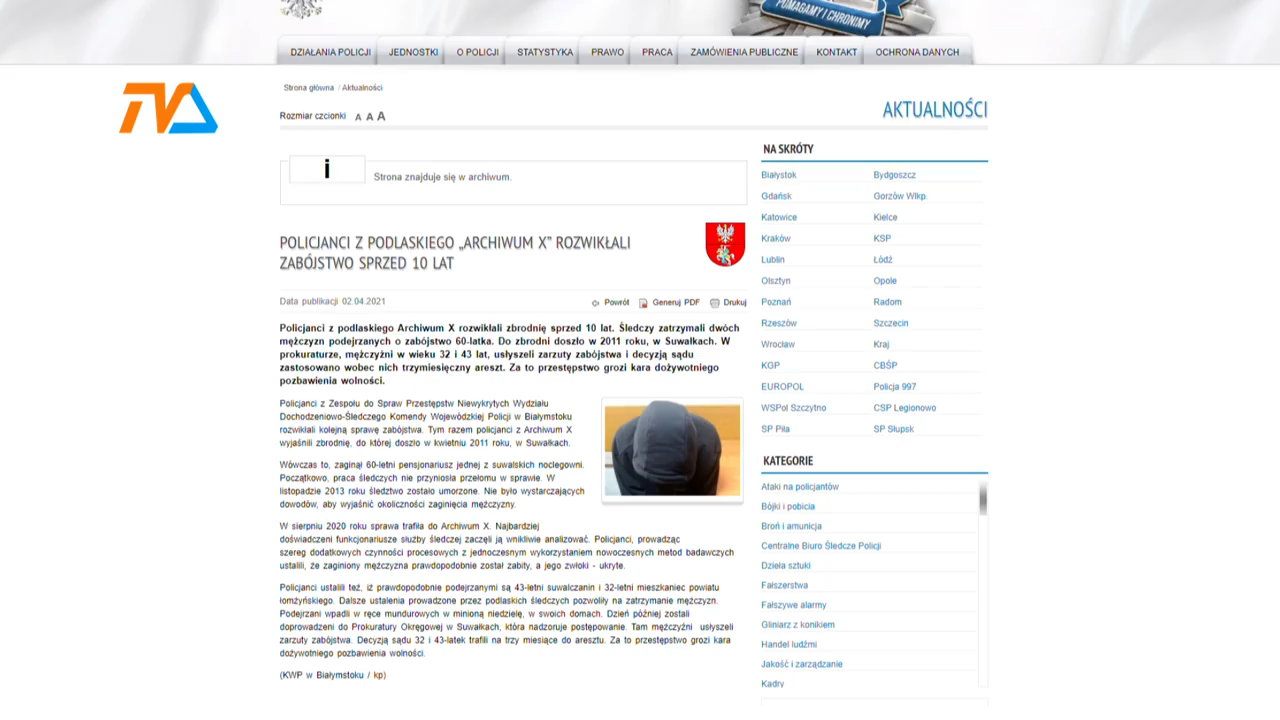 POMAGAMY I CHRONIMY
DZIAŁANIA POLICJI JEDNOSTKI O POLICJI STATYSTYKA PRAWO PRACA ZAMÓWIENIA PUBLICZNE KONTAKT OCHRONA DANYCH
TVA
Strona główna / Aktualności
Rozmiar czcionki A A A
AKTUALNOŚCI
i
Strona znajduje się w archiwum.
POLICJANCI Z PODLASKIEGO „ARCHIWUM X” ROZWIKŁALI
ZABÓJSTWO SPRZED 10 LAT
Data publikacji 02.04.2021
Powrót Generuj PDF Drukuj
Policjanci z podlaskiego Archiwum X rozwikłali zbrodnię sprzed 10 lat. Śledczy zatrzymali dwóch
mężczyzn podejrzanych o zabójstwo 60-latka. Do zbrodni doszło w 2011 roku, w Suwałkach. W
prokuraturze, mężczyźni w wieku 32 i 43 lat, usłyszeli zarzuty zabójstwa i decyzją sądu
zastosowano wobec nich trzymiesięczny areszt. Za to przestępstwo grozi kara dożywotniego
pozbawienia wolności.
Policjanci z Zespołu do Spraw Przestępstw Niewykrytych Wydziału
Dochodzeniowo-Śledczego Komendy Wojewódzkiej Policji w Białymstoku
rozwikłali kolejną sprawę zabójstwa. Tym razem policjanci z Archiwum X
wyjaśnili zbrodnię, do której doszło w kwietniu 2011 roku, w Suwałkach.
Wówczas to, zaginął 60-letni pensjonariusz jednej z suwalskich noclegowni.
Początkowo, praca śledczych nie przyniosła przełomu w sprawie. W
listopadzie 2013 roku śledztwo zostało umorzone. Nie było wystarczających
dowodów, aby wyjaśnić okoliczności zaginięcia mężczyzny.
W sierpniu 2020 roku sprawa trafiła do Archiwum X. Najbardziej
doświadczeni funkcjonariusze służby śledczej zaczęli ją wnikliwie analizować. Policjanci, prowadząc
szereg dodatkowych czynności procesowych z jednoczesnym wykorzystaniem nowoczesnych metod badawczych
ustalili, że zaginiony mężczyzna prawdopodobnie został zabity, a jego zwłoki - ukryte.
Policjanci ustalili też, iż prawdopodobnie podejrzanymi są 43-letni suwalczanin i 32-letni mieszkaniec powiatu
łomżyńskiego. Dalsze ustalenia prowadzone przez podlaskich śledczych pozwoliły na zatrzymanie mężczyzn.
Podejrzani wpadli w ręce mundurowych w minioną niedzielę, w swoich domach. Dzień później zostali
doprowadzeni do Prokuratury Okręgowej w Suwałkach, która nadzoruje postępowanie. Tam mężczyźni usłyszeli
zarzuty zabójstwa. Decyzją sądu 32 i 43-latek trafili na trzy miesiące do aresztu. Za to przestępstwo grozi kara
dożywotniego pozbawienia wolności.
(KWP w Białymstoku / kp)
NA SKRÓTY
Białystok Bydgoszcz
Gdańsk Gorzów Wlkp.
Katowice Kielce
Kraków KSP
Lublin Łódź
Olsztyn Opole
Poznań Radom
Rzeszów Szczecin
Wrocław Kraj
KGP CBŚP
EUROPOL Policja 997
WSPol Szczytno CSP Legionowo
SP Piła SP Słupsk
KATEGORIE
Ataki na policjantów
Bójki i pobicia
Broń i amunicja
Centralne Biuro Śledcze Policji
Dzieła sztuki
Fałszerstwa
Fałszywe alarmy
Gliniarz z konikiem
Handel ludźmi
Jakość i zarządzanie
Kadry